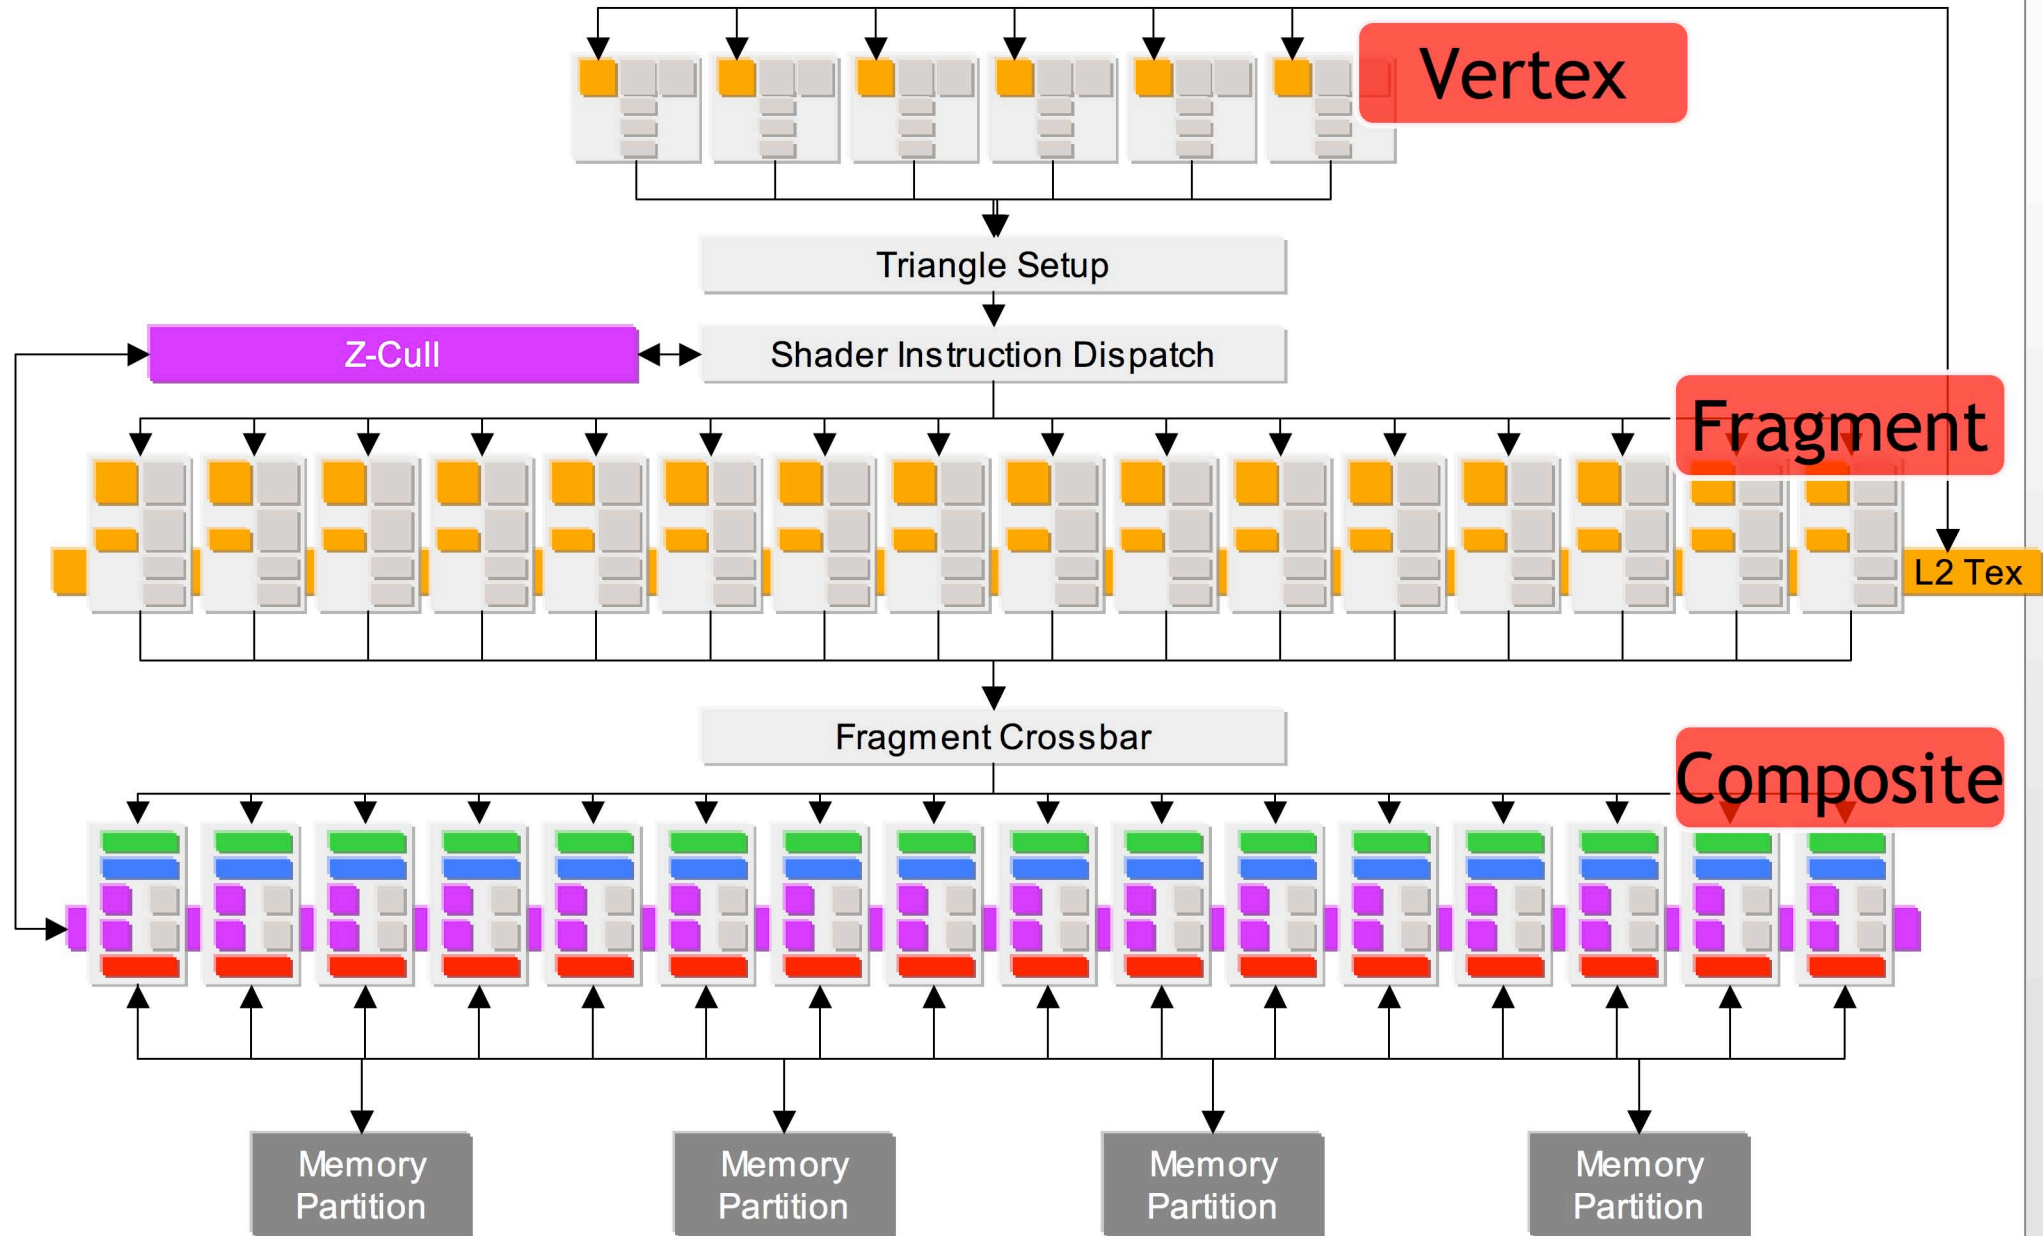 Vertex
Triangle Setup
Z-Cull
Shader Instruction Dispatch
Fragment
L2 Tex
Fragment Crossbar
Composite
Memory
Partition
Memory
Partition
Memory
Partition
Memory
Partition